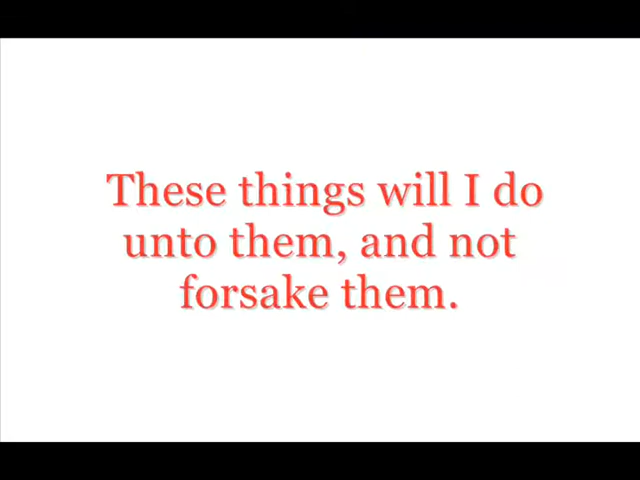 These things will I do
unto them, and not
forsake them.